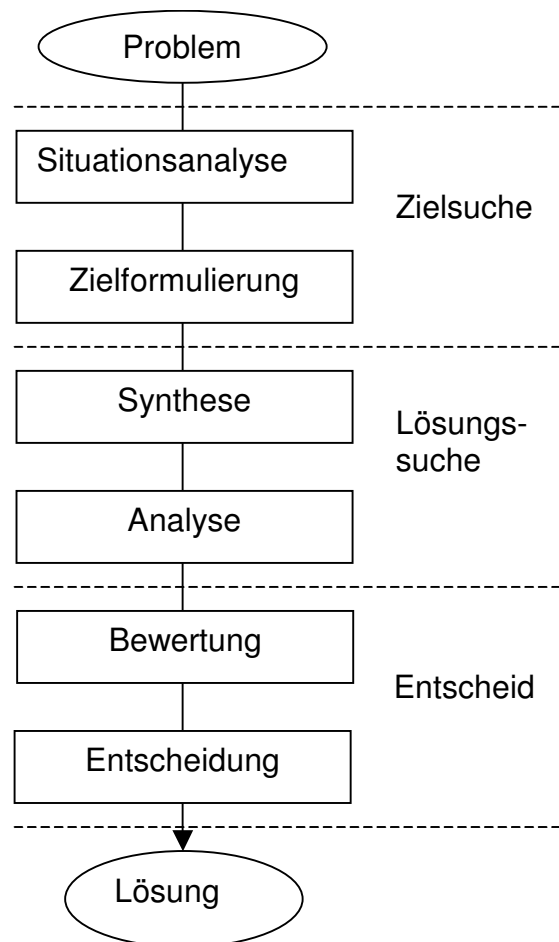 Problem
Situationsanalyse
Zielsuche
Zielformulierung
Synthese
Lösungs-
suche
Analyse
Bewertung
Entscheid
Entscheidung
Lösung